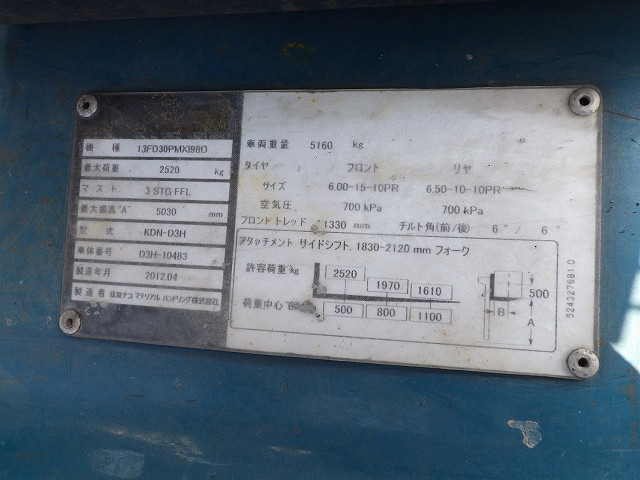 機 種 13FD30PMXI98D
最大荷重 2520 kg
マスト 3 STG FFL
最大揚高"A" 5030 mm
型 式 KDN-D3H
車体番号 D3H-10483
製造年月 2012.04
製造者 住友ナコ マテリアル ハンドリング株式会社
車両重量 5160 kg
タイヤ フロント リヤ
サイズ 6.00-15-10PR 6.50-10-10PR
空気圧 700 kPa 700 kPa
フロントトレッド 1330 mm チルト角(前/後) 6° / 6°
アタッチメント サイドシフト, 1830-2120 mm フォーク
許容荷重 kg 2520 1970 1610
荷重中心 500 800 1100
B A 500
5243276810